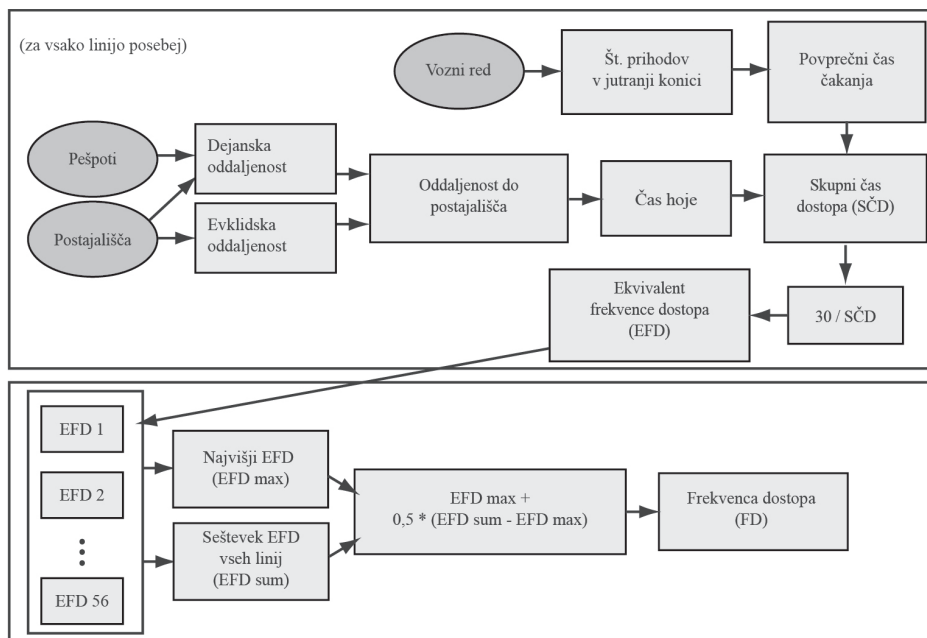 (za vsako linijo posebej)
Vozni red
Št. prihodov
v jutranji konici
Povprečni čas
čakanja
Pešpoti
Dejanska
oddaljenost
Postajališča
Evklidska
oddaljenost
Oddaljenost do
postajališča
Čas hoje
Skupni čas
dostopa (SČD)
Ekvivalent
frekvence dostopa
(EFD)
30 / SČD
EFD 1
EFD 2
EFD 56
Najvišji EFD
(EFD max)
Seštevek EFD
vseh linij
(EFD sum)
EFD max +
0,5 * (EFD sum - EFD max)
Frekvenca dostopa
(FD)